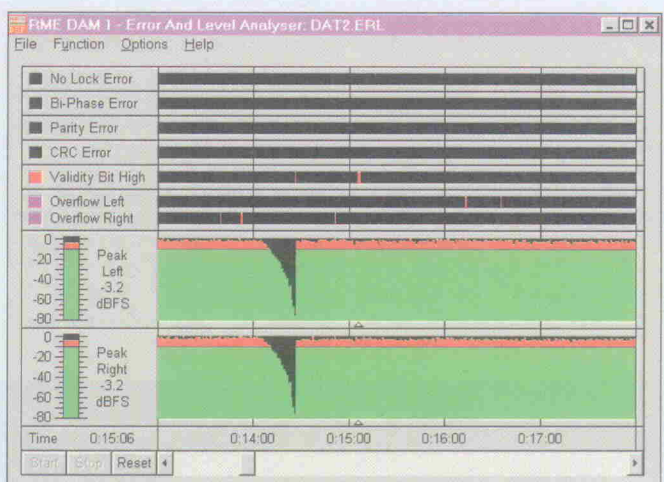 RME DAM 1 - Error And Level Analyser: DAT2.ERL
File Function Options Help
No Lock Error
Bi-Phase Error
Parity Error
CRC Error
Validity Bit High
Overflow Left
Overflow Right
0
-20
-40
-60
-80
Peak
Left
-3.2
dBFS
0
-20
-40
-60
-80
Peak
Right
-3.2
dBFS
Time 0:15:06 0:14:00 0:15:00 0:16:00 0:17:00
Start Stop Reset